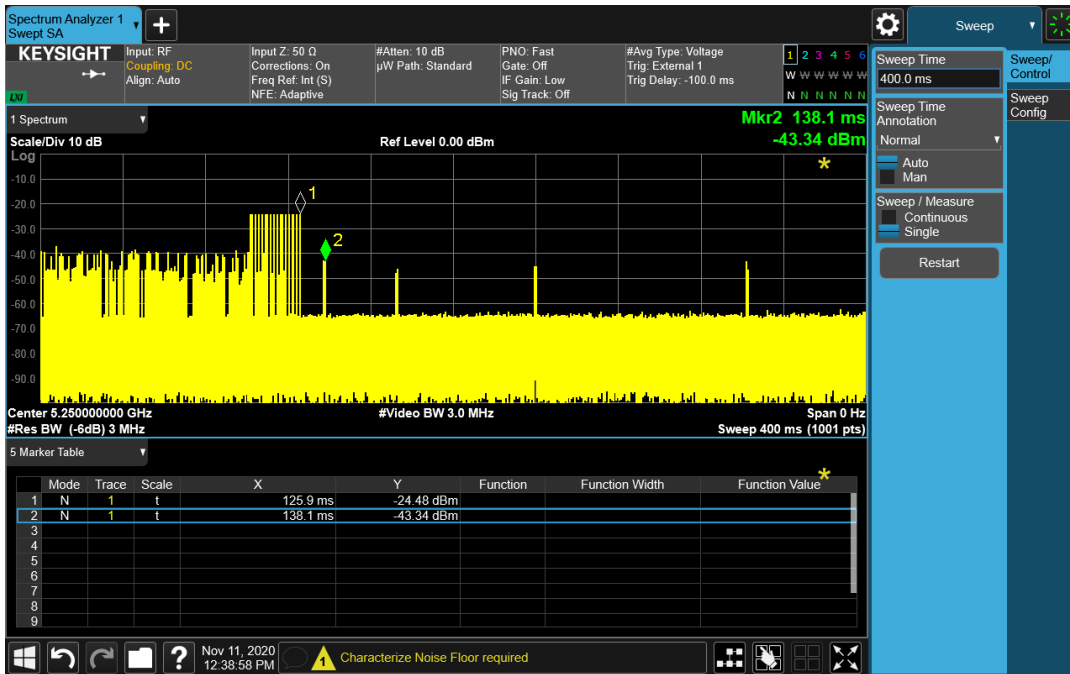 Spectrum Analyzer 1
Swept SA
Sweep
KEYSIGHT
LXI
Input: RF
Coupling: DC
Align: Auto
Input Z: 50 Ω
Corrections: On
Freq Ref: Int (S)
NFE: Adaptive
#Atten: 10 dB
µW Path: Standard
PNO: Fast
Gate: Off
IF Gain: Low
Sig Track: Off
#Avg Type: Voltage
Trig: External 1
Trig Delay: -100.0 ms
1 2 3 4 5 6
W W W W W W
N N N N N N
1 Spectrum
Scale/Div 10 dB
Ref Level 0.00 dBm
Mkr2 138.1 ms
-43.34 dBm
Log
-10.0
-20.0
-30.0
-40.0
-50.0
-60.0
-70.0
-80.0
-90.0
1
2
Center 5.250000000 GHz
#Video BW 3.0 MHz
Span 0 Hz
#Res BW (-6dB) 3 MHz
Sweep 400 ms (1001 pts)
5 Marker Table
Mode Trace Scale X Y Function Function Width Function Value
1 N 1 t 125.9 ms -24.48 dBm
2 N 1 t 138.1 ms -43.34 dBm
3
4
5
6
7
8
9
?
Nov 11, 2020
12:38:58 PM
1
Characterize Noise Floor required
Sweep Time
400.0 ms
Sweep Time
Annotation
Normal
Auto
Man
Sweep / Measure
Continuous
Single
Restart
Sweep/
Control
Sweep
Config